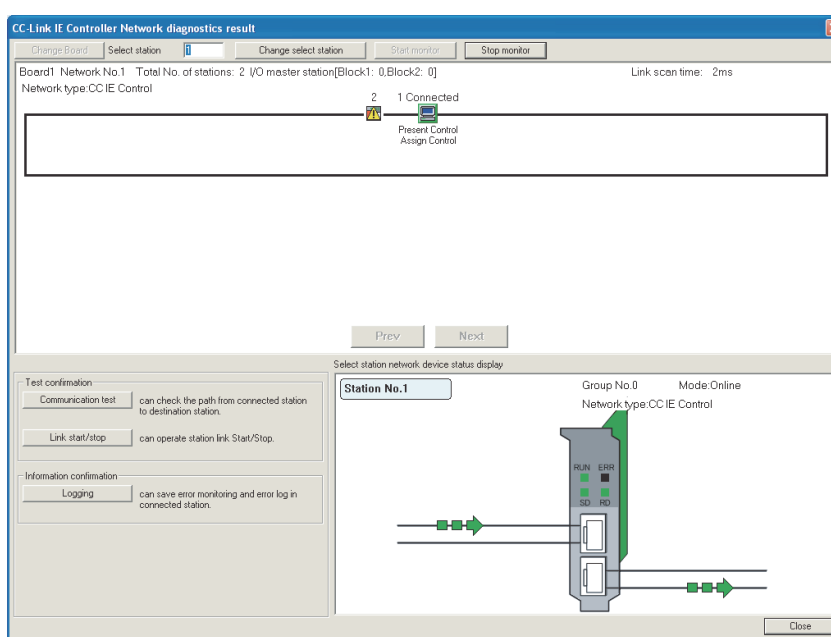 CC-Link IE Controller Network diagnostics result
Change Board Select station 1 Change select station Start monitor Stop monitor
Board1 Network No.1 Total No. of stations: 2 I/O master station[Block1: 0,Block2: 0] Link scan time: 2ms
Network type:CC IE Control
2 1 Connected
Present Control
Assign Control
Prev Next
Select station network device status display
Test confirmation
Communication test can check the path from connected station
to destination station.
Link start/stop can operate station link Start/Stop.
Information confirmation
Logging can save error monitoring and error log in
connected station.
Station No.1 Group No.0 Mode:Online
Network type:CC IE Control
RUN ERR
SD RD
Close